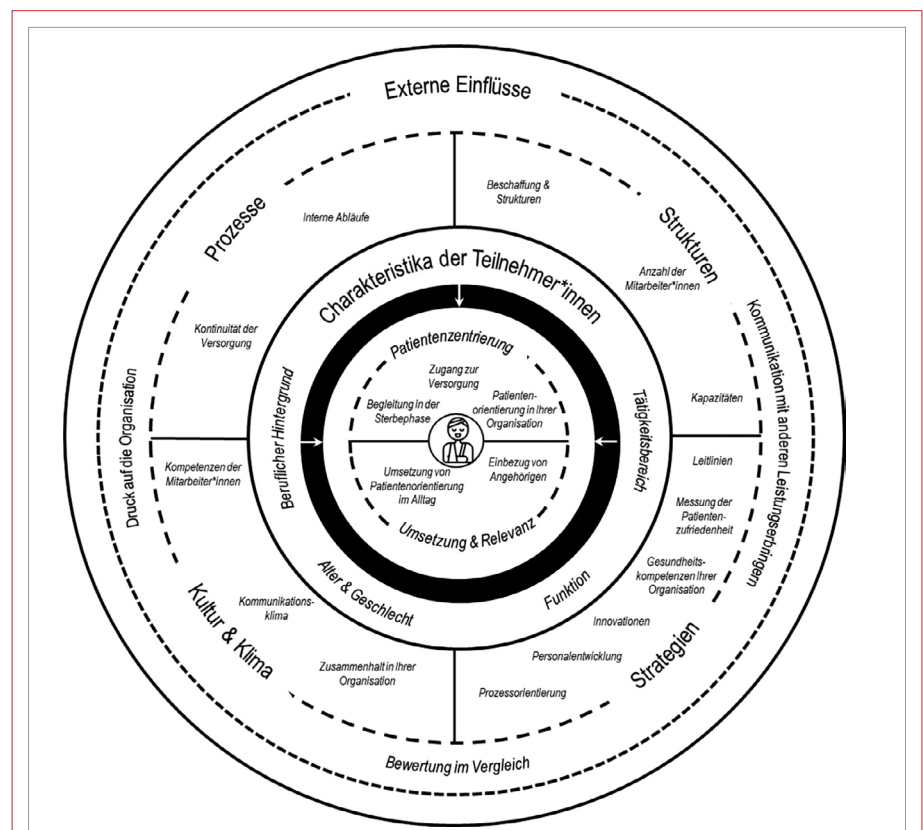 Externe Einflüsse
Prozesse
Interne Abläufe
Kontinuität der
Versorgung
Beschaffung &
Strukturen
Strukturen
Anzahl der
Mitarbeiter*innen
Kapazitäten
Druck auf die Organisation
Kommunikation mit anderen Leistungserbringern
Charakteristika der Teilnehmer*innen
Beruflicher Hintergrund
Tätigkeitsbereich
Patientenzentrierung
Zugang zur
Versorgung
Begleitung in der
Sterbephase
Patienten-
orientierung in Ihrer
Organisation
Umsetzung von
Patientenorientierung
im Alltag
Einbezug von
Angehörigen
Umsetzung & Relevanz
Alter & Geschlecht
Funktion
Kompetenzen der
Mitarbeiter*innen
Kultur & Klima
Kommunikations-
klima
Zusammenhalt in Ihrer
Organisation
Leitlinien
Messung der
Patienten-
zufriedenheit
Gesundheits-
kompetenzen Ihrer
Organisation
Innovationen
Personalentwicklung
Prozessorientierung
Strategien
Bewertung im Vergleich